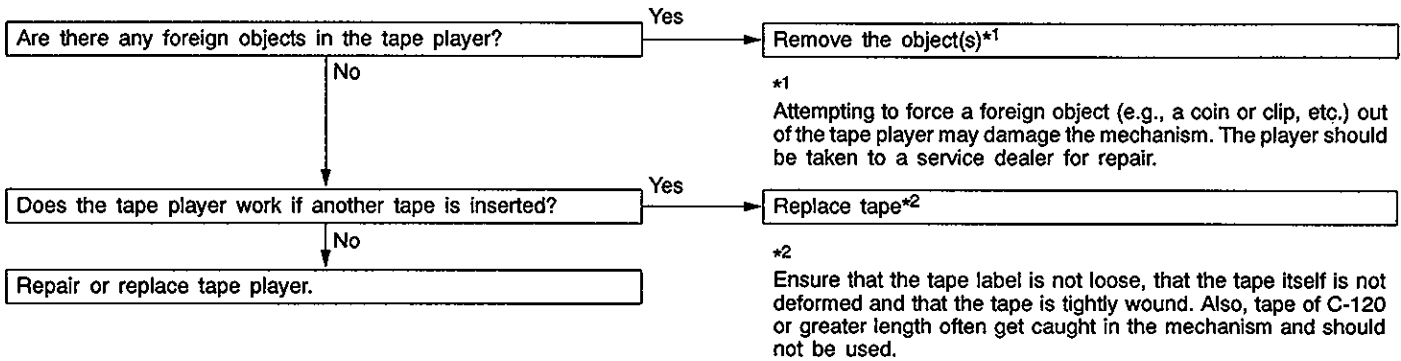 Are there any foreign objects in the tape player?
Yes
Remove the object(s)*1
No
*1
Attempting to force a foreign object (e.g., a coin or clip, etc.) out
of the tape player may damage the mechanism. The player should
be taken to a service dealer for repair.
Does the tape player work if another tape is inserted?
Yes
Replace tape*2
No
Repair or replace tape player.
*2
Ensure that the tape label is not loose, that the tape itself is not
deformed and that the tape is tightly wound. Also, tape of C-120
or greater length often get caught in the mechanism and should
not be used.